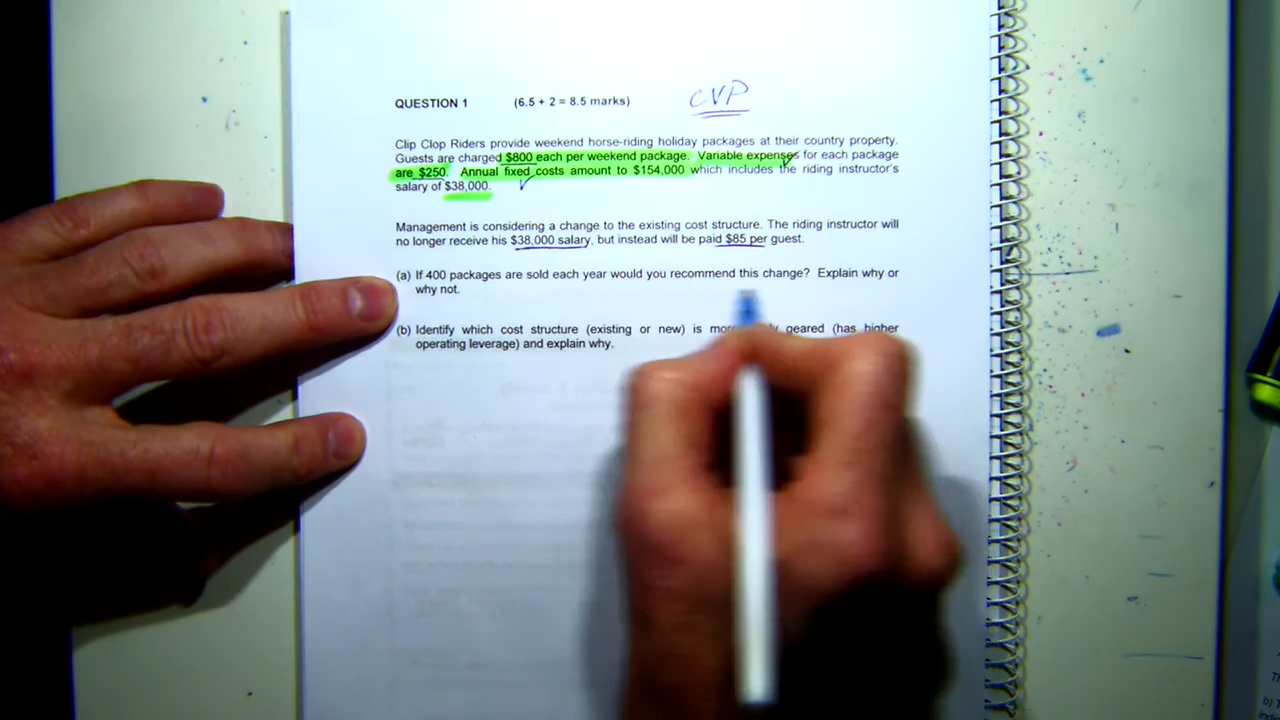 QUESTION 1 (6.5 + 2 = 8.5 marks) CVP
Clip Clop Riders provide weekend horse-riding holiday packages at their country property.
Guests are charged $800 each per weekend package. Variable expenses for each package
are $250. Annual fixed costs amount to $154,000 which includes the riding instructor's
salary of $38,000.
Management is considering a change to the existing cost structure. The riding instructor will
no longer receive his $38,000 salary, but instead will be paid $85 per guest.
(a) If 400 packages are sold each year would you recommend this change? Explain why or
why not.
(b) Identify which cost structure (existing or new) is geared (has higher
operating leverage) and explain why.